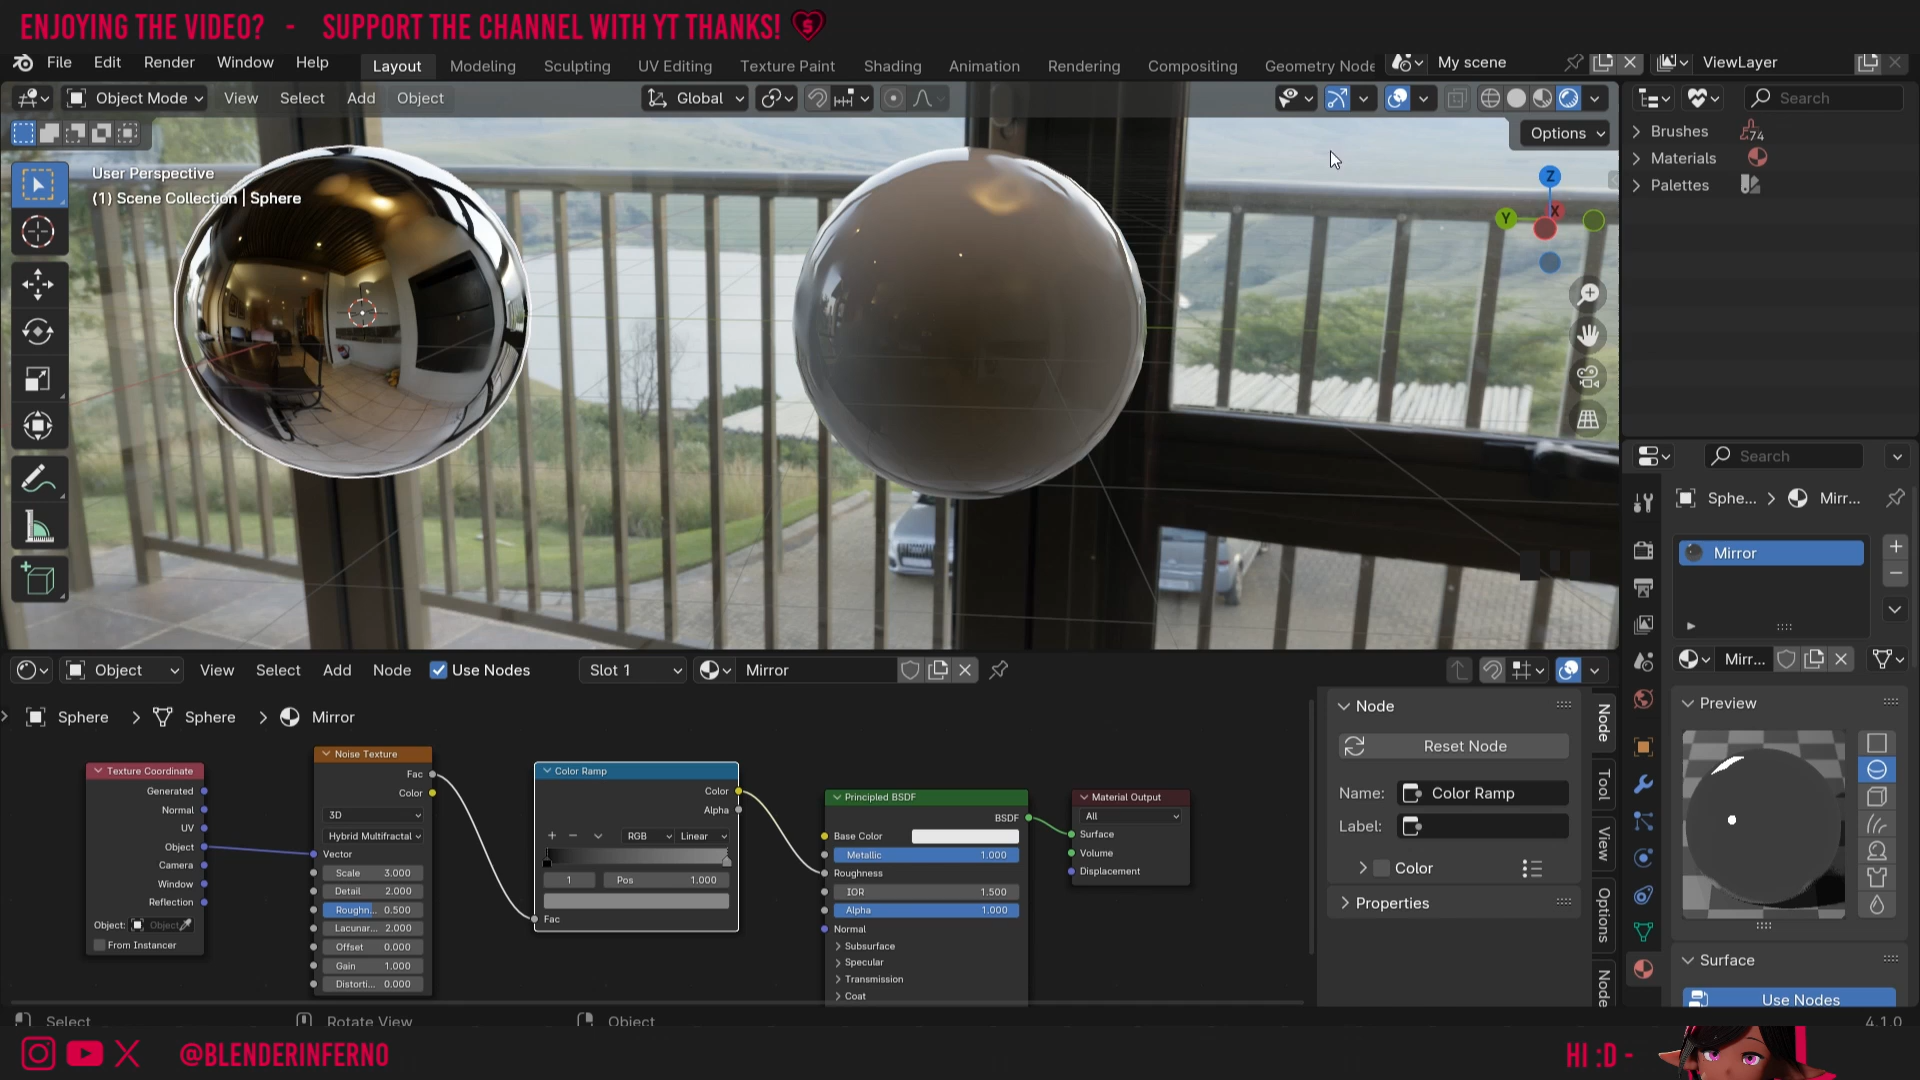 ENJOYING THE VIDEO? - SUPPORT THE CHANNEL WITH YT THANKS!
File Edit Render Window Help
Layout Modeling Sculpting UV Editing Texture Paint Shading Animation Rendering Compositing Geometry Node
My scene
ViewLayer
Object Mode View Select Add Object
Global
Search
Options
User Perspective
(1) Scene Collection | Sphere
Z
Y
X
Brushes
74
Materials
Palettes
Search
Sphe... > Mirr...
Mirror
Mirr...
Preview
Surface
Use Nodes
Object View Select Add Node Use Nodes Slot 1 Mirror
Sphere > Sphere > Mirror
Texture Coordinate
Generated
Normal
UV
Object
Camera
Window
Reflection
Object: Object
From Instancer
Noise Texture
Fac
Color
3D
Hybrid Multifractal
Vector
Scale 3.000
Detail 2.000
Roughn... 0.500
Lacunar... 2.000
Offset 0.000
Gain 1.000
Distorti... 0.000
Color Ramp
Color
Alpha
RGB Linear
1 Pos 1.000
Fac
Principled BSDF
BSDF
Base Color
Metallic 1.000
Roughness
IOR 1.500
Alpha 1.000
Normal
Subsurface
Specular
Transmission
Coat
Material Output
All
Surface
Volume
Displacement
Node
Reset Node
Name: Color Ramp
Label:
Color
Properties
Node
Tool
View
Options
Node
Select
Rotate View
Object
4.1.0
@BLENDERINFERNO
HI :D -